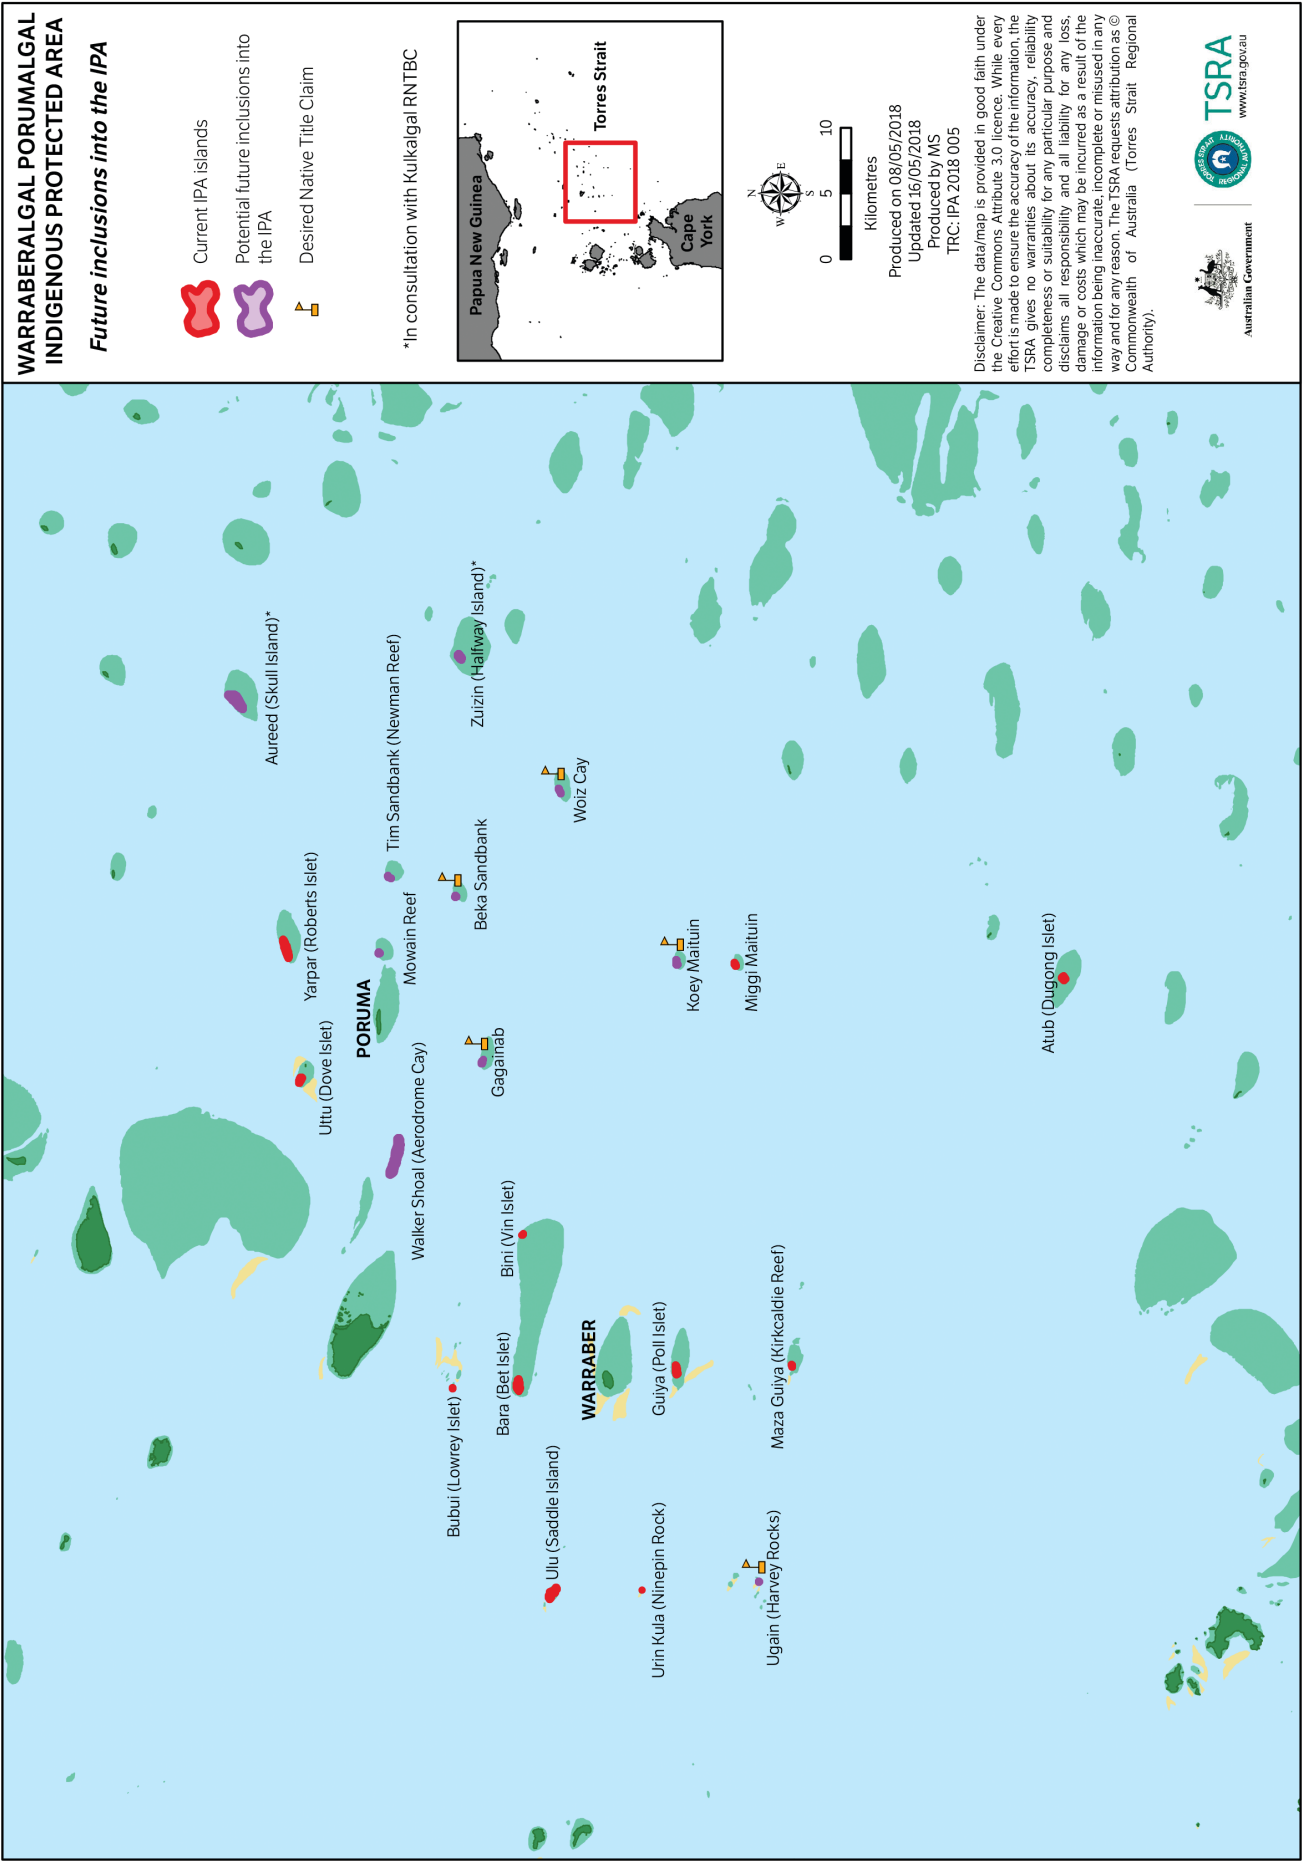 WARRABERALGAL PORUMALGAL
INDIGENOUS PROTECTED AREA
Future inclusions into the IPA
Current IPA islands
Potential future inclusions into
the IPA
Desired Native Title Claim
*In consultation with Kulkalgal RNTBC
Papua New Guinea
Torres Strait
Cape
York
N
W
E
S
0
5
10
Kilometres
Produced on 08/05/2018
Updated 16/05/2018
Produced by MS
TRC: IPA 2018 005
Disclaimer: The data/map is provided in good faith under
the Creative Commons Attribute 3.0 licence. While every
effort is made to ensure the accuracy of the information, the
TSRA gives no warranties about its accuracy, reliability
completeness or suitability for any particular purpose and
disclaims all responsibility and all liability for any loss,
damage or costs which may be incurred as a result of the
information being inaccurate, incomplete or misused in any
way and for any reason. The TSRA requests attribution as ©
Commonwealth of Australia (Torres Strait Regional
Authority).
Australian Government
TORRES STRAIT
REGIONAL AUTHORITY
TSRA
www.tsra.gov.au
Aureed (Skull Island)*
Yarpar (Roberts Islet)
Uttu (Dove Islet)
PORUMA
Tim Sandbank (Newman Reef)
Mowain Reef
Walker Shoal (Aerodrome Cay)
Zuizin (Halfway Island)*
Beka Sandbank
Gagainab
Bubui (Lowrey Islet)
Bini (Vin Islet)
Bara (Bet Islet)
Woiz Cay
Ulu (Saddle Island)
WARRABER
Guiya (Poll Islet)
Urin Kula (Ninepin Rock)
Koey Maituin
Miggi Maituin
Maza Guiya (Kirkcaldie Reef)
Ugain (Harvey Rocks)
Atub (Dugong Islet)